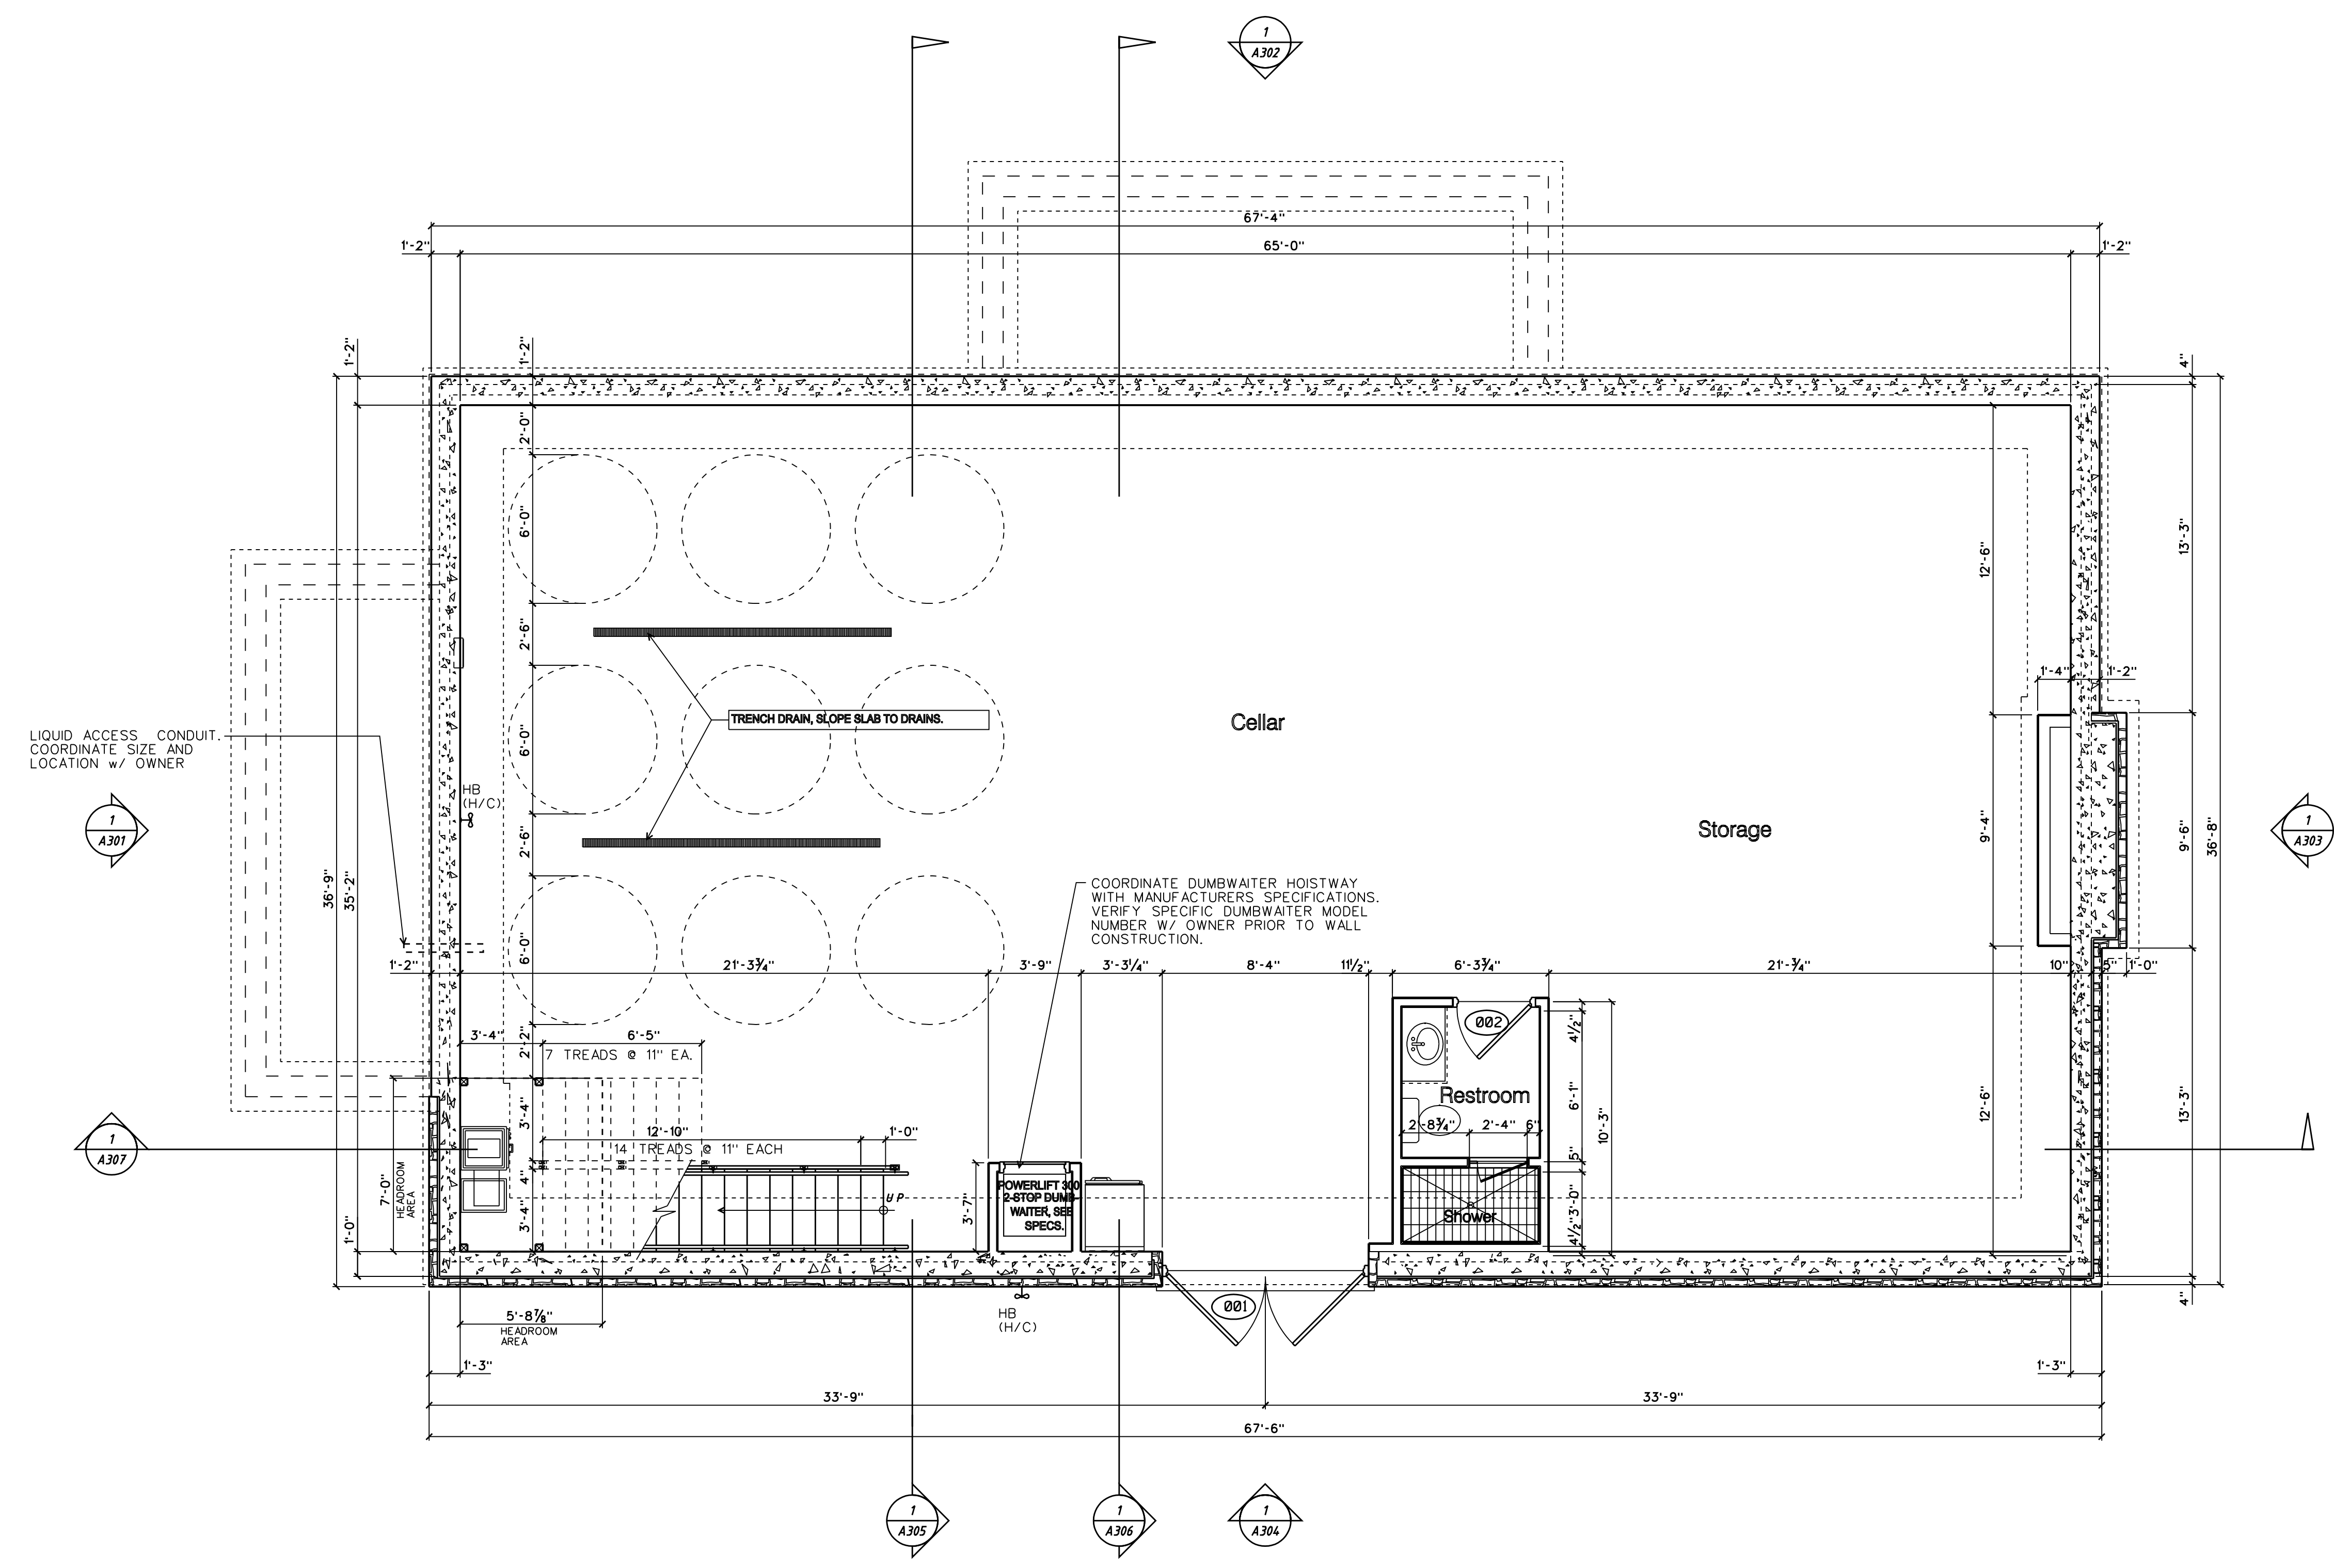 1
A302
67'-4"
1'-2"
65'-0"
1'-2"
1'-2"
1'-2"
4"
2'-0"
6'-0"
13'-3"
12'-6"
2'-6"
1'-4"
1'-2"
TRENCH DRAIN, SLOPE SLAB TO DRAINS.
Cellar
6'-0"
LIQUID ACCESS CONDUIT.
COORDINATE SIZE AND
LOCATION w/ OWNER
HB
(H/C)
1
A301
Storage
1
A303
2'-6"
9'-4"
9'-6"
36'-8"
36'-9"
35'-2"
COORDINATE DUMBWAITER HOISTWAY
WITH MANUFACTURERS SPECIFICATIONS.
VERIFY SPECIFIC DUMBWAITER MODEL
NUMBER W/ OWNER PRIOR TO WALL
CONSTRUCTION.
6'-0"
1'-2"
21'-3¾"
3'-9"
3'-3¼"
8'-4"
11½"
6'-3¾"
21'-¾"
10"
5"
1'-0"
3'-4"
2'-2"
6'-5"
7 TREADS @ 11" EA.
002
4½"
Restroom
6'-1"
10'-3"
12'-6"
13'-3"
3'-4"
12'-10"
1'-0"
14 TREADS @ 11" EACH
2'-8¾"
2'-4"
6"
1
A307
7'-0"
HEADROOM
AREA
4"
5"
UP
POWERLIFT 300
2-STOP DUMB-
WAITER, SEE
SPECS.
3'-7"
3'-4"
3'-0"
Shower
1'-0"
4½"
5'-8⅞"
HEADROOM
AREA
HB
(H/C)
001
4"
1'-3"
1'-3"
33'-9"
33'-9"
67'-6"
1
A305
1
A306
1
A304